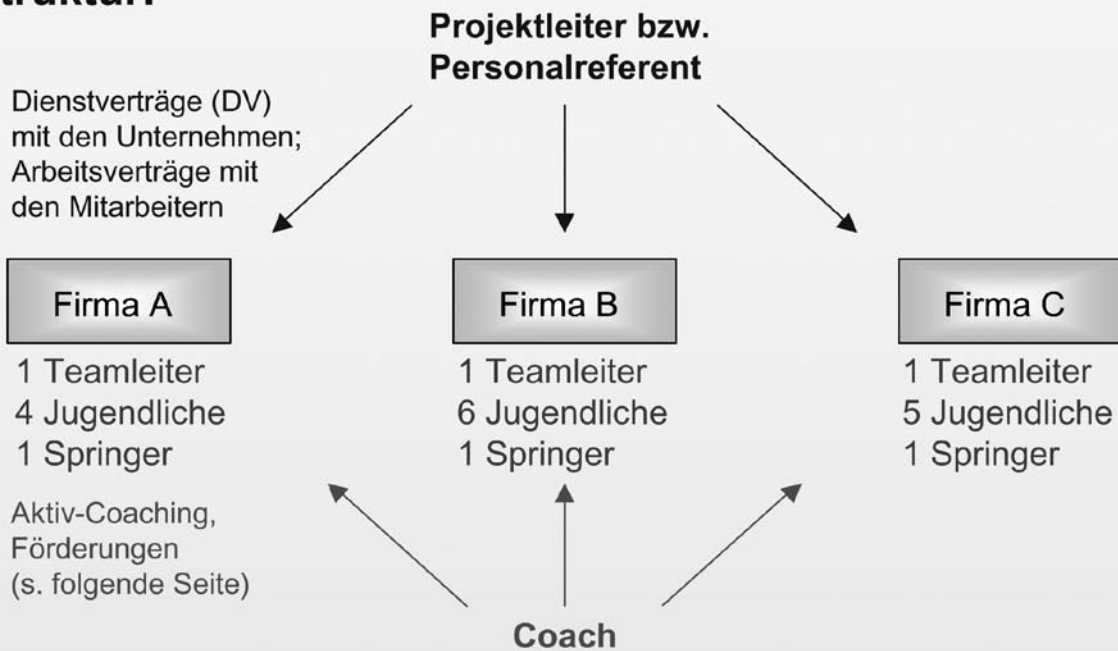 Projektleiter bzw.
Personalreferent
Dienstverträge (DV)
mit den Unternehmen;
Arbeitsverträge mit
den Mitarbeitern
Firma A
1 Teamleiter
4 Jugendliche
1 Springer
Firma B
1 Teamleiter
6 Jugendliche
1 Springer
Firma C
1 Teamleiter
5 Jugendliche
1 Springer
Aktiv-Coaching,
Förderungen
(s. folgende Seite)
Coach